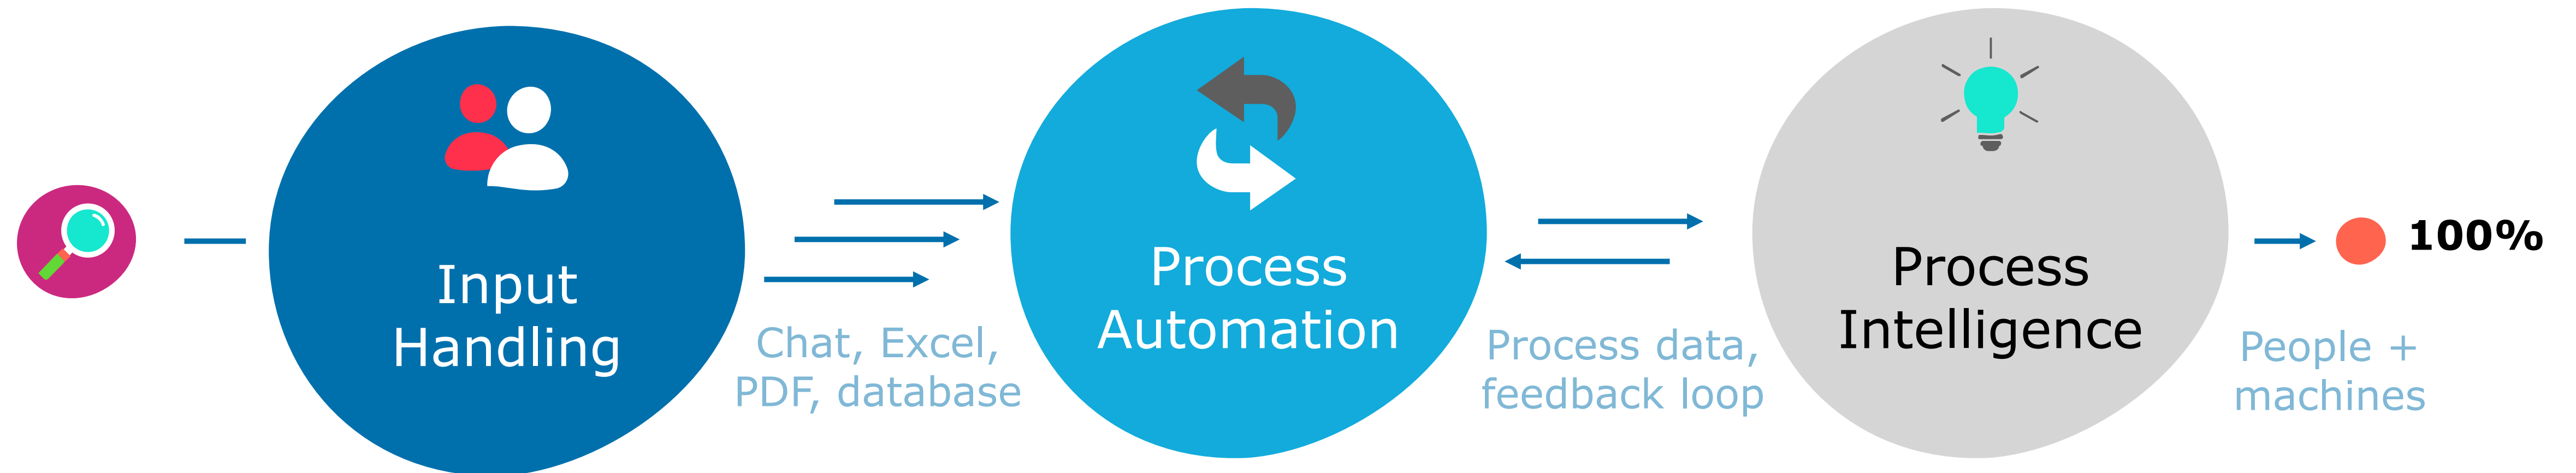 Input
Handling
Chat, Excel,
PDF, database
Process
Automation
Process data,
feedback loop
Process
Intelligence
People +
machines
100%